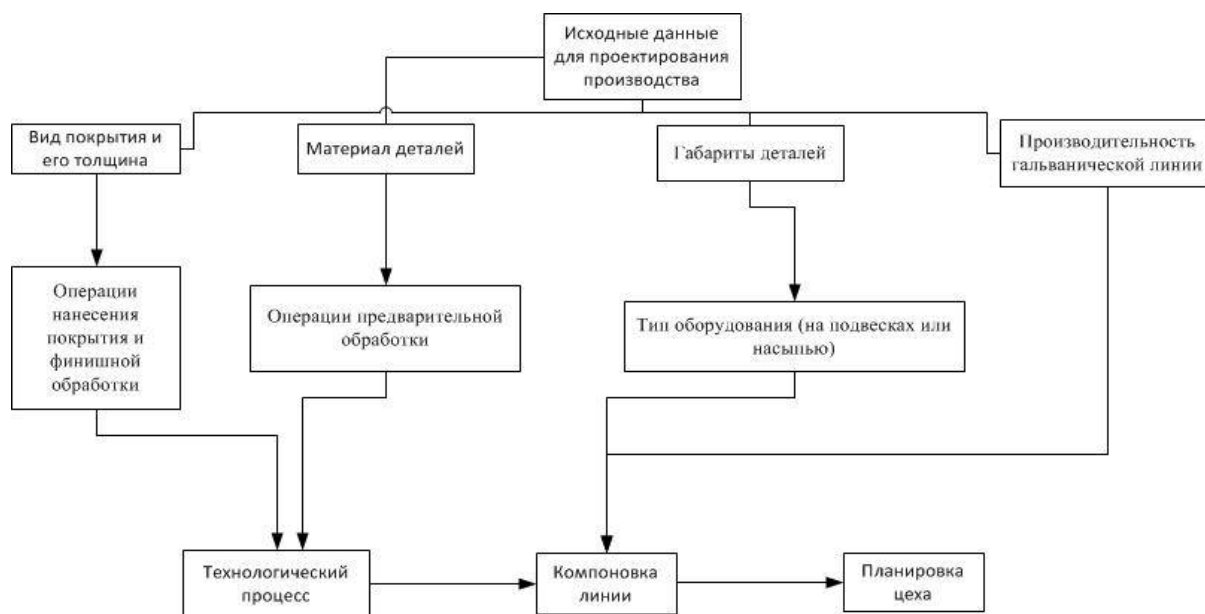 Исходные данные
для проектирования
производства
Вид покрытия и
его толщина
Материал деталей
Габариты деталей
Производительность
гальванической линии
Операции
нанесения
покрытия и
финишной
обработки
Операции предварительной
обработки
Тип оборудования (на подвесках или
насыпью)
Технологический
процесс
Компоновка
линии
Планировка
цеха